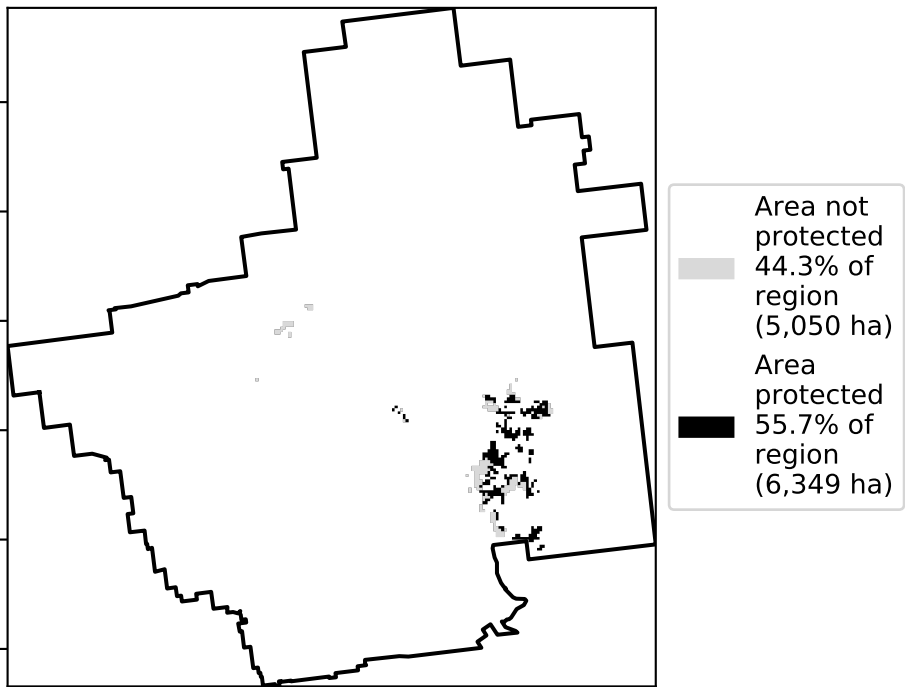 Area not
protected
44.3% of
region
(5,050 ha)
Area
protected
55.7% of
region
(6,349 ha)